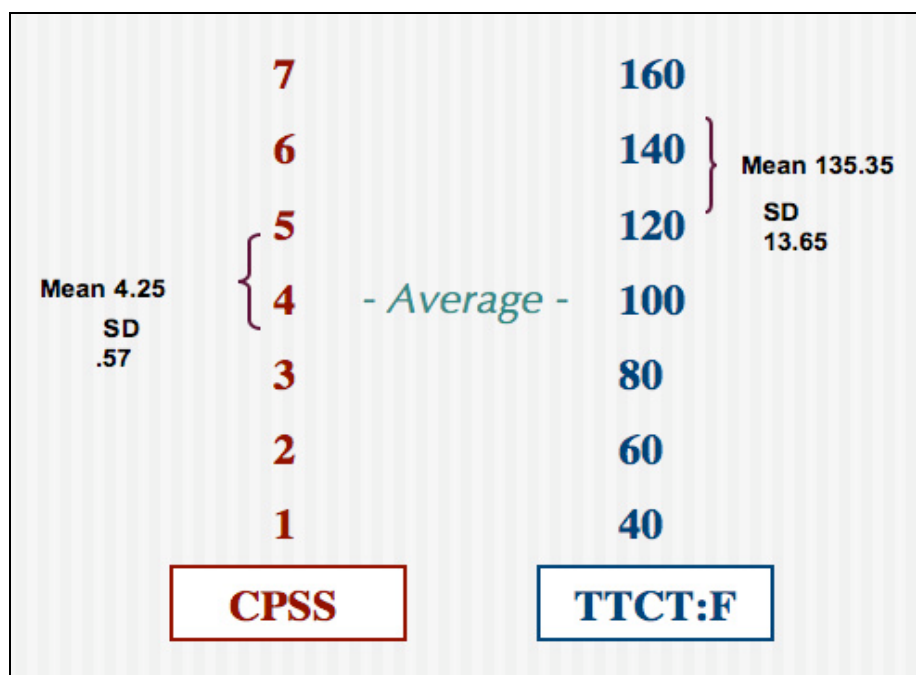 7 160
6 140
Mean 135.35
5 120
SD
13.65
Mean 4.25
4 - Average - 100
SD
.57
3 80
2 60
1 40
CPSS TTCT:F